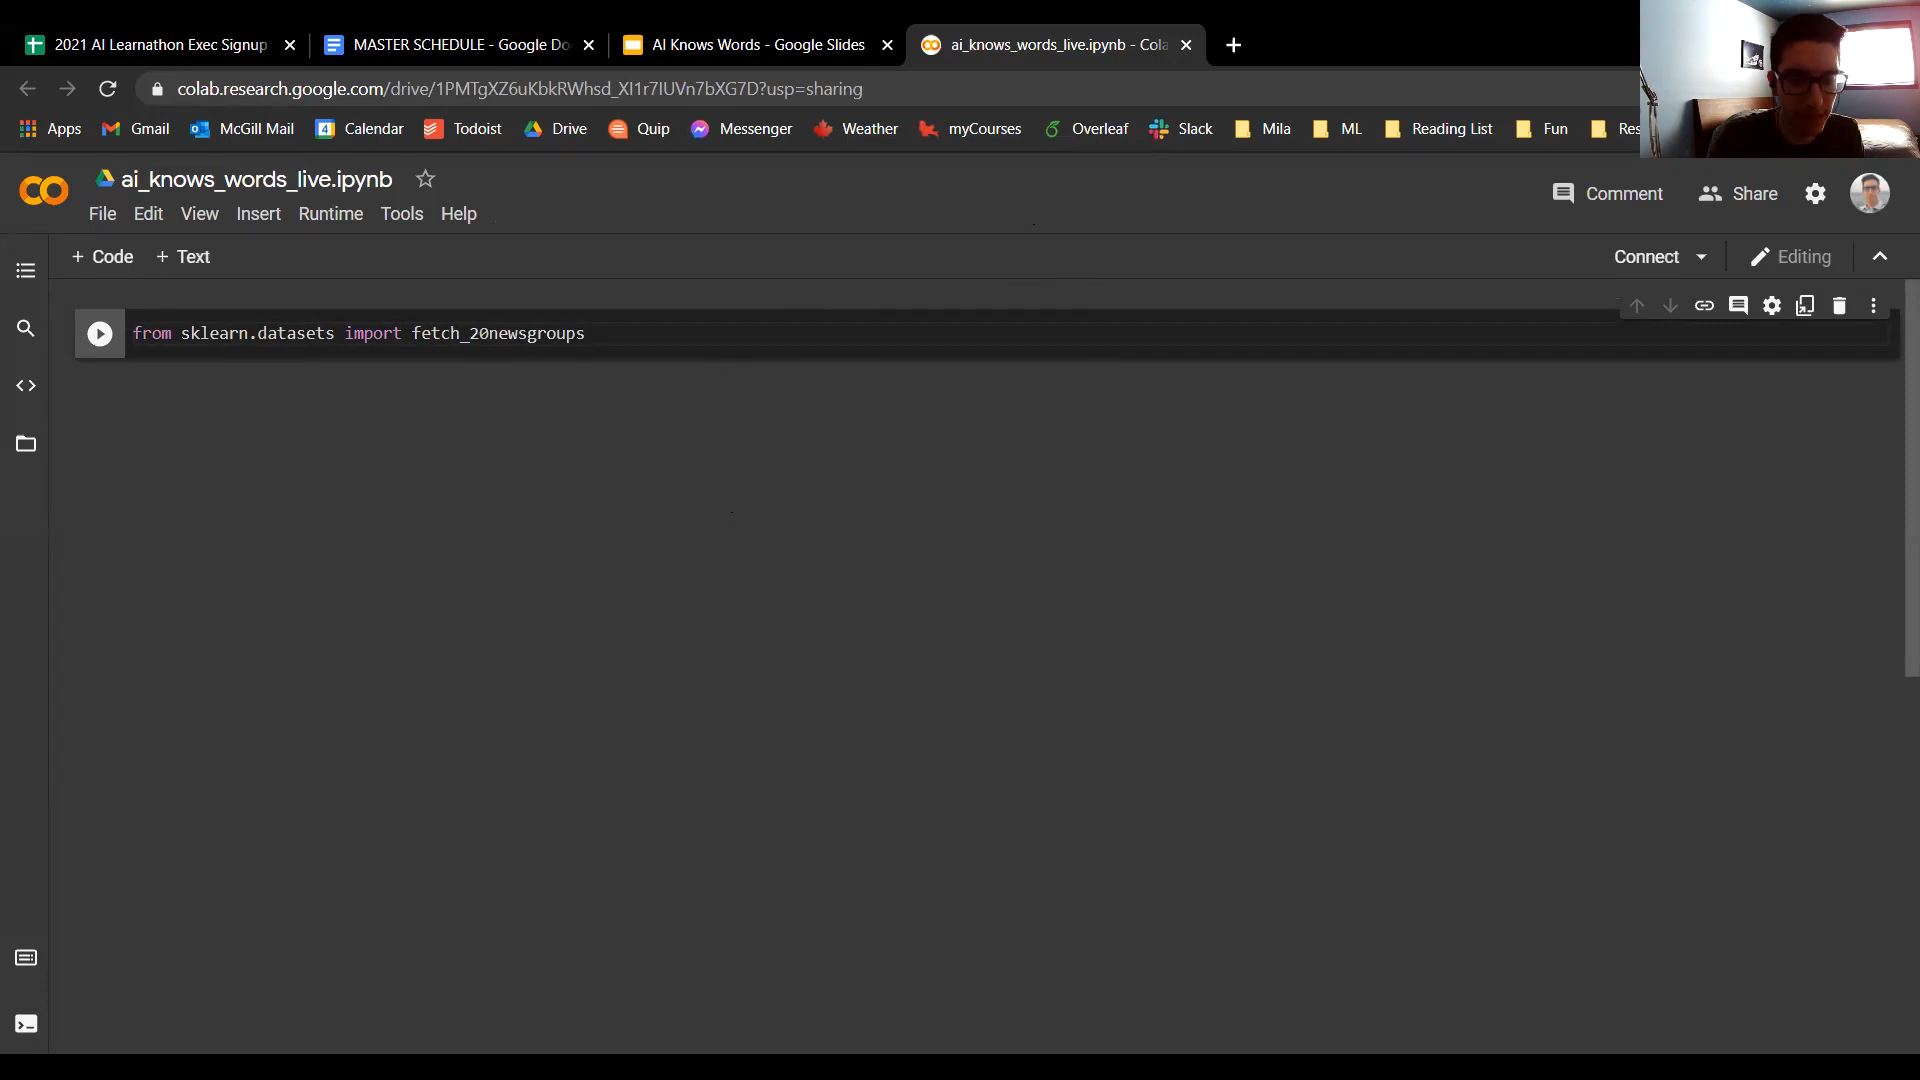 2021 AI Learnathon Exec Signup
MASTER SCHEDULE - Google Do
AI Knows Words - Google Slides
ai_knows_words_live.ipynb - Cola
colab.research.google.com/drive/1PMTgXZ6uKbkRWhsd_XI1r7IUVn7bXG7D?usp=sharing
Apps Gmail McGill Mail 4 Calendar Todoist Drive Quip Messenger Weather myCourses Overleaf Slack Mila ML Reading List Fun Res
ai_knows_words_live.ipynb
File Edit View Insert Runtime Tools Help
Comment Share
+ Code + Text
Connect Editing
from sklearn.datasets import fetch_20newsgroups